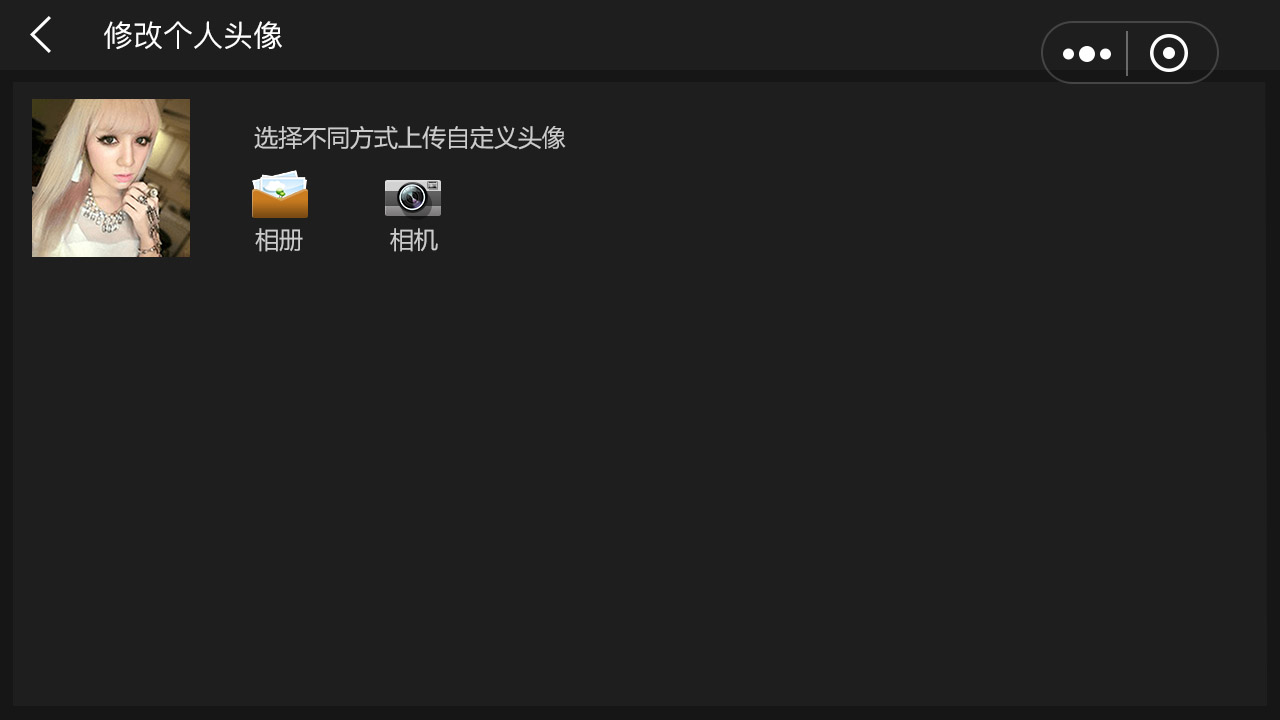 修改个人头像
选择不同方式上传自定义头像
相册
相机